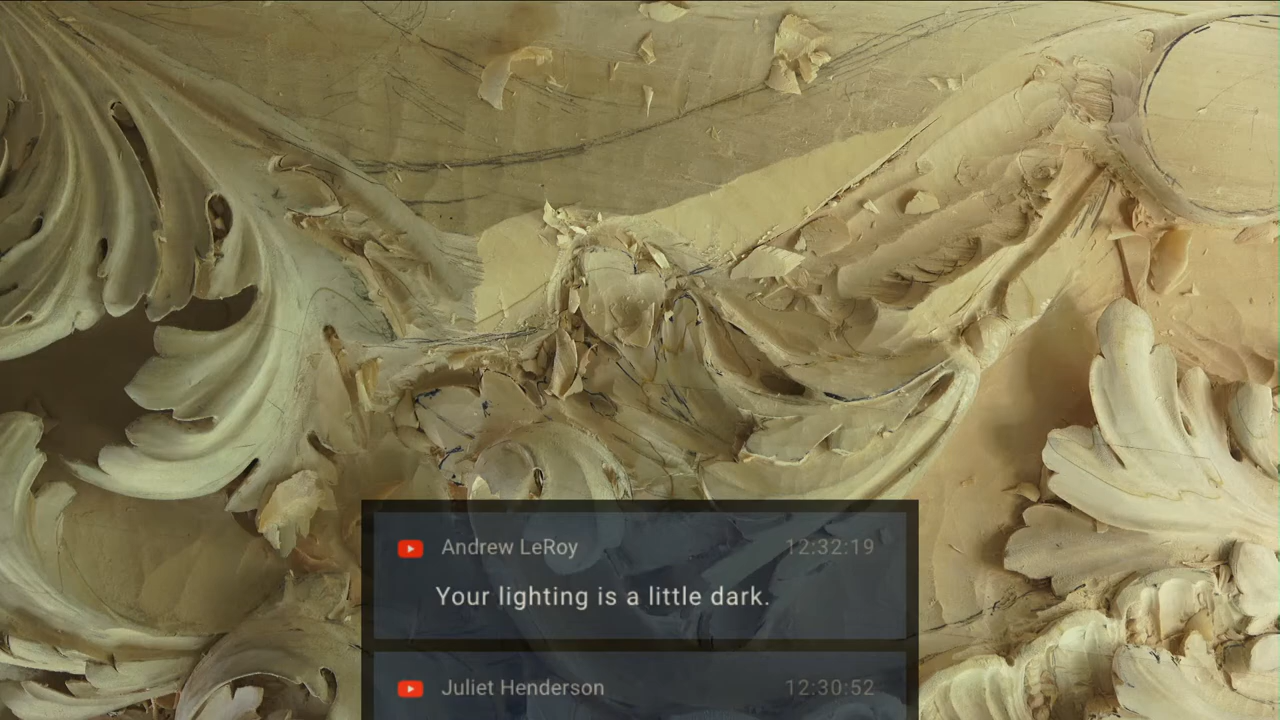 Andrew LeRoy 12:32:19
Your lighting is a little dark.
Juliet Henderson 12:30:52